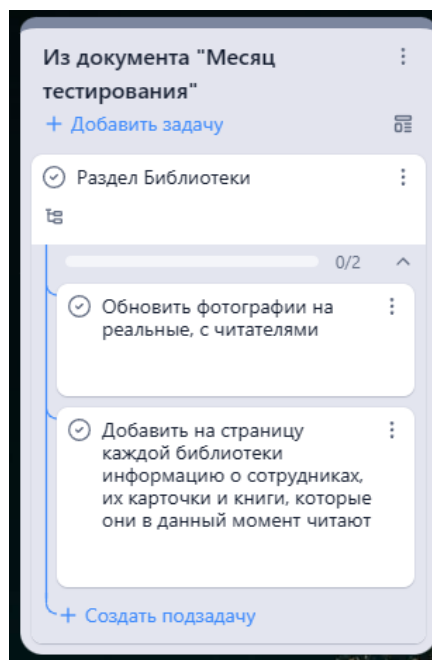 Из документа "Месяц
тестирования"
+ Добавить задачу
Раздел Библиотеки
0/2
Обновить фотографии на
реальные, с читателями
Добавить на страницу
каждой библиотеки
информацию о сотрудниках,
их карточки и книги, которые
они в данный момент читают
+ Создать подзадачу